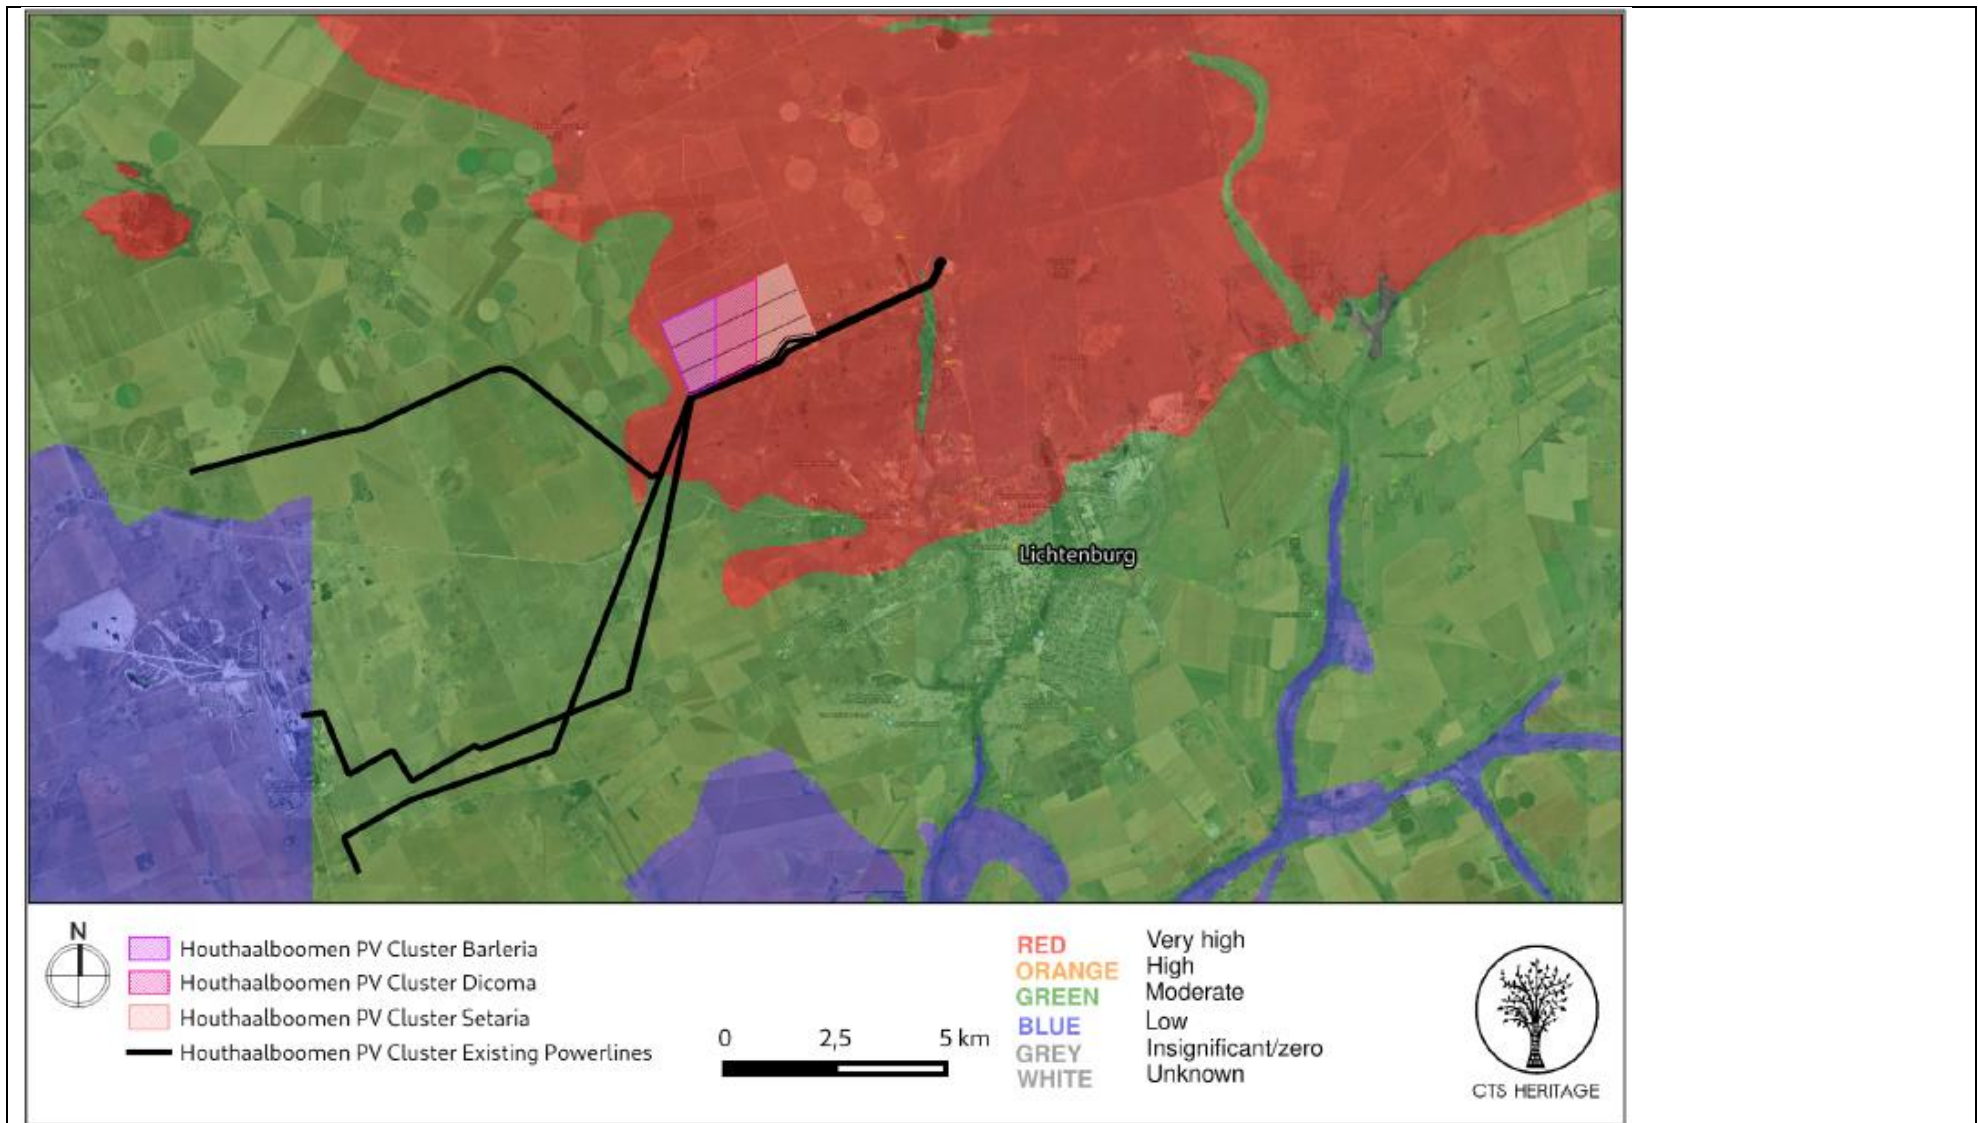 Lichtenburg
N
Houthaalboomen PV Cluster Barleria
Houthaalboomen PV Cluster Dicoma
Houthaalboomen PV Cluster Setaria
Houthaalboomen PV Cluster Existing Powerlines
0 2,5 5 km
RED Very high
ORANGE High
GREEN Moderate
BLUE Low
GREY Insignificant/zero
WHITE Unknown
CTS HERITAGE